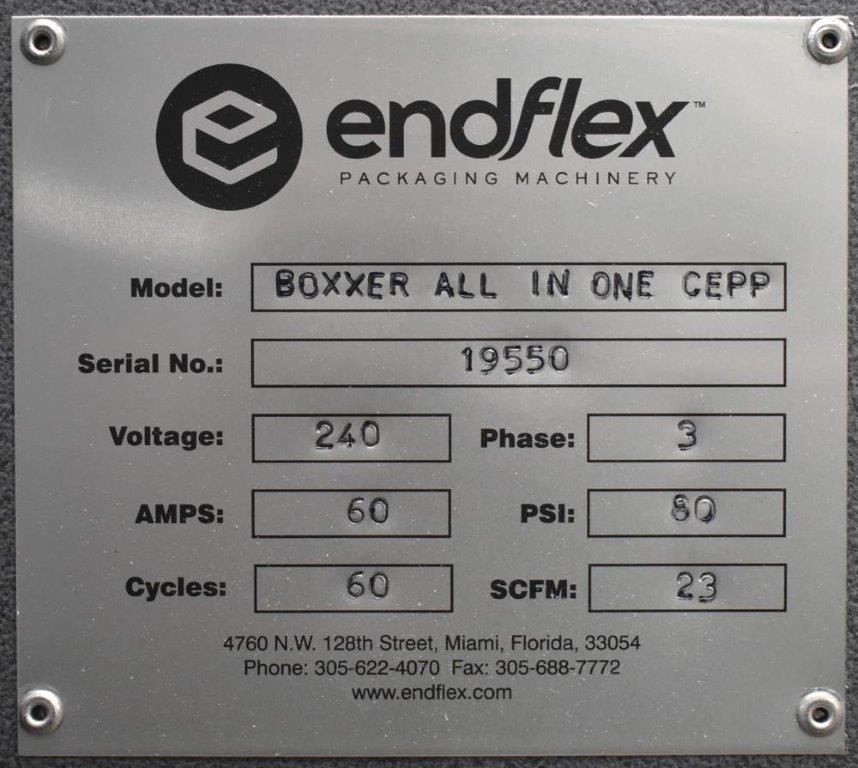 endflex™
PACKAGING MACHINERY
Model: BOXXER ALL IN ONE CEPP
Serial No.: 19550
Voltage: 240 Phase: 3
AMPS: 60 PSI: 80
Cycles: 60 SCFM: 23
4760 N.W. 128th Street, Miami, Florida, 33054
Phone: 305-622-4070 Fax: 305-688-7772
www.endflex.com